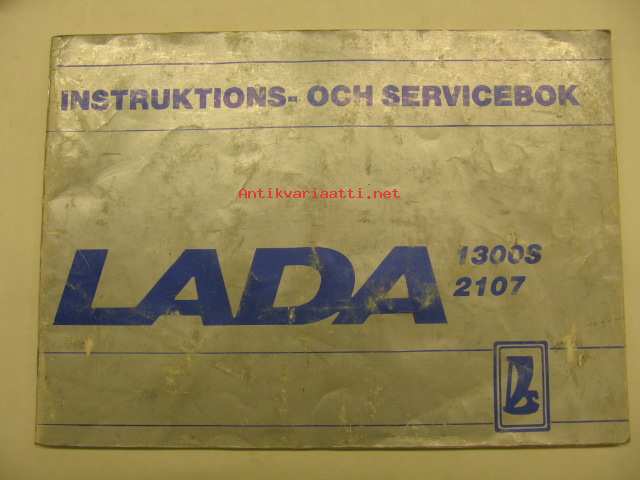 INSTRUKTIONS- OCH SERVICEBOK
Antikvariaatti.net
LADA
1300S
2107